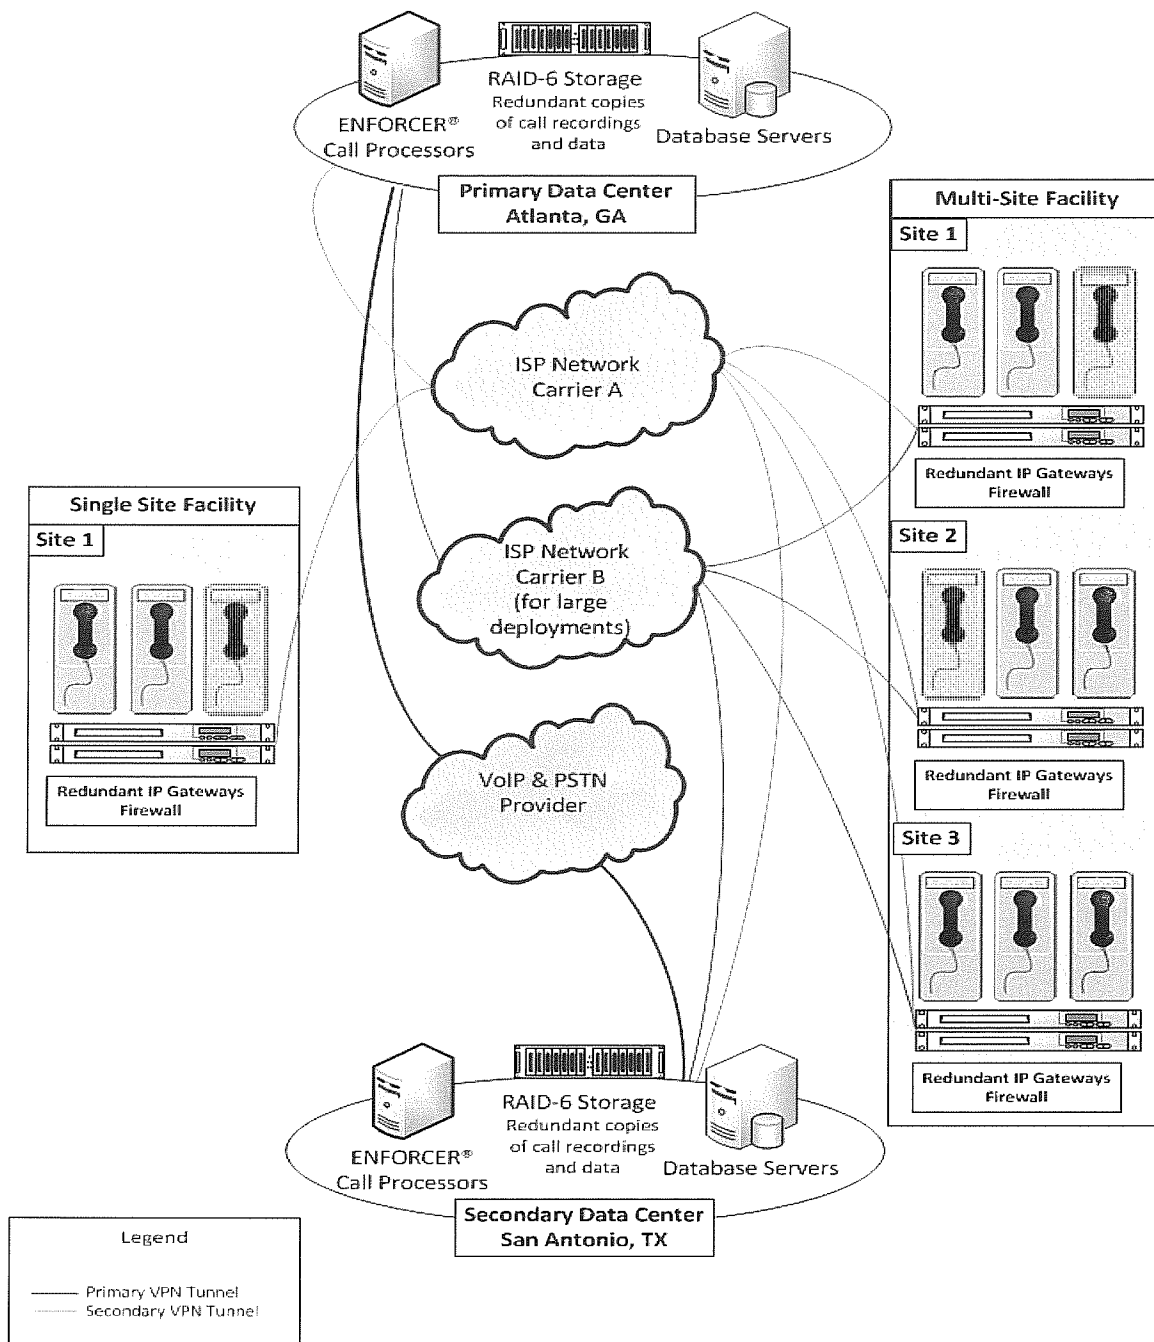 RAID-6 Storage
Redundant copies
of call recordings
and data
ENFORCER®
Call Processors
Database Servers
Primary Data Center
Atlanta, GA
Multi-Site Facility
Site 1
Redundant IP Gateways
Firewall
Site 2
Redundant IP Gateways
Firewall
Site 3
Redundant IP Gateways
Firewall
ISP Network
Carrier A
ISP Network
Carrier B
(for large
deployments)
VoIP & PSTN
Provider
Single Site Facility
Site 1
Redundant IP Gateways
Firewall
RAID-6 Storage
Redundant copies
of call recordings
and data
ENFORCER®
Call Processors
Database Servers
Secondary Data Center
San Antonio, TX
Legend
Primary VPN Tunnel
Secondary VPN Tunnel